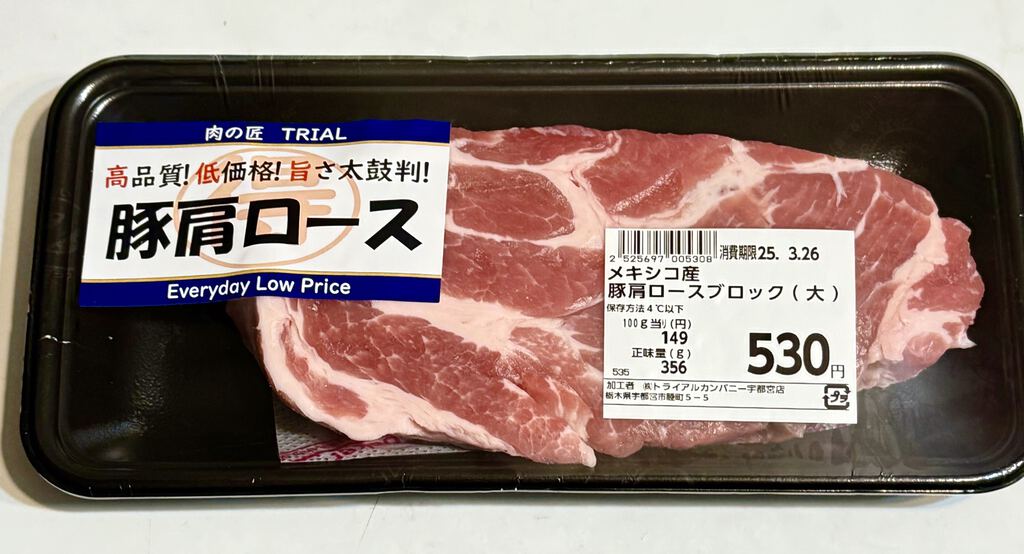 肉の匠 TRIAL
高品質!低価格!旨さ太鼓判!
豚肩ロース
Everyday Low Price
2 525697 005308
消費期限25. 3.26
メキシコ産
豚肩ロースブロック(大)
保存方法4℃以下
100g当り(円)
149
正味量(g)
356
530円
535
加工者 ㈱トライアルカンパニー宇都宮店
栃木県宇都宮市睦町5-5
プラ